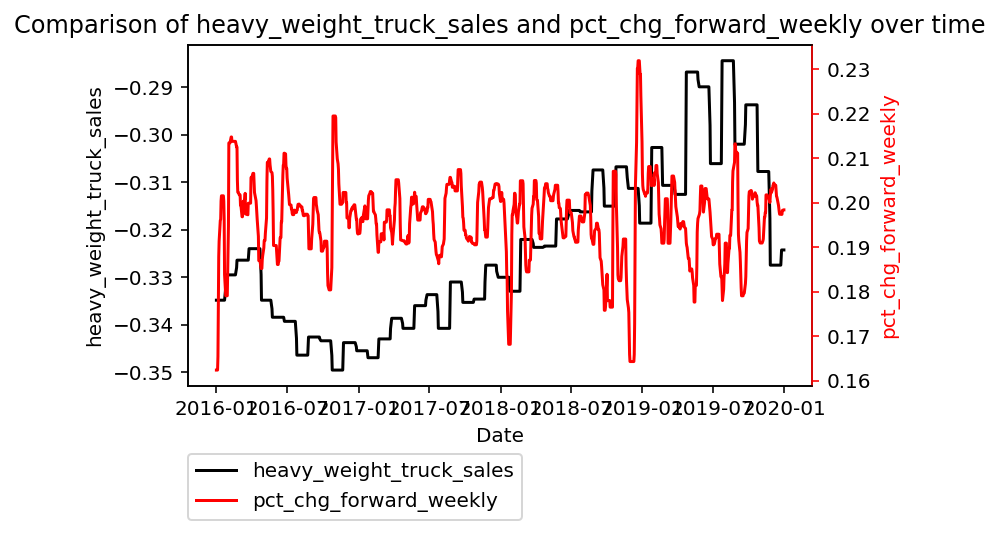 Comparison of heavy_weight_truck_sales and pct_chg_forward_weekly over time
heavy_weight_truck_sales
−0.29
−0.30
−0.31
−0.32
−0.33
−0.34
−0.35
0.23
0.22
0.21
0.20
0.19
0.18
0.17
0.16
pct_chg_forward_weekly
2016-01 2016-07 2017-01 2017-07 2018-01 2018-07 2019-01 2019-07 2020-01
Date
heavy_weight_truck_sales
pct_chg_forward_weekly